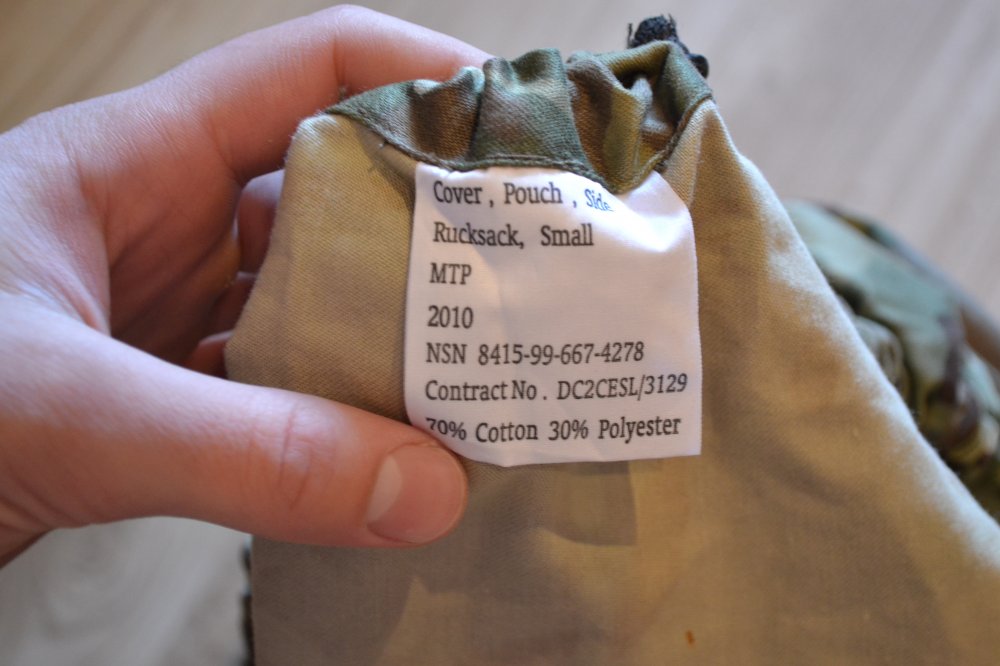 Cover , Pouch , Side
Rucksack, Small
MTP
2010
NSN 8415-99-667-4278
Contract No . DC2CESL/3129
70% Cotton 30% Polyester